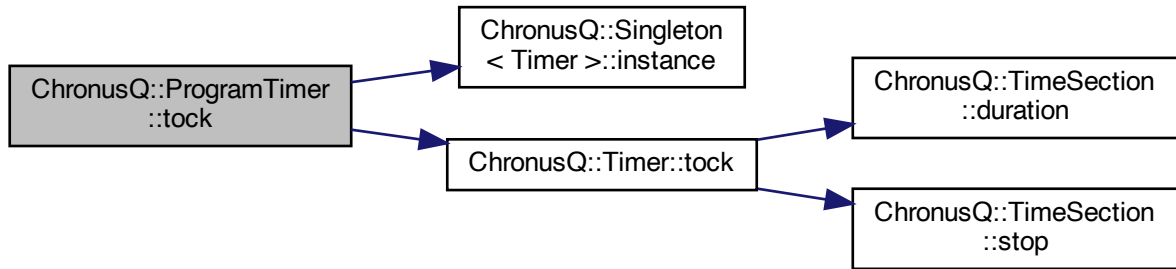 ChronusQ::ProgramTimer
::tock
ChronusQ::Singleton
< Timer >::instance
ChronusQ::Timer::tock
ChronusQ::TimeSection
::duration
ChronusQ::TimeSection
::stop